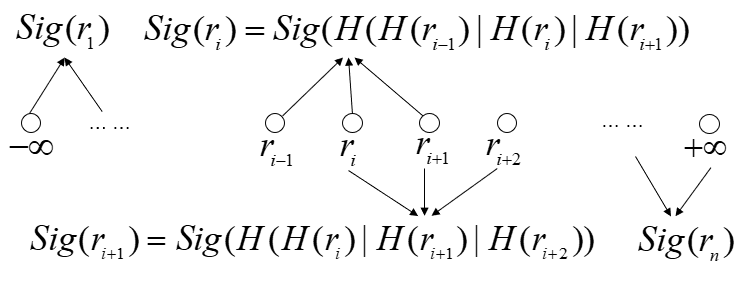 Sig(r₁) Sig(rᵢ) = Sig(H(H(rᵢ₋₁) | H(rᵢ) | H(rᵢ₊₁))
−∞ ... ... rᵢ₋₁ rᵢ rᵢ₊₁ rᵢ₊₂ ... ... +∞
Sig(rᵢ₊₁) = Sig(H(H(rᵢ) | H(rᵢ₊₁) | H(rᵢ₊₂)) Sig(rₙ)